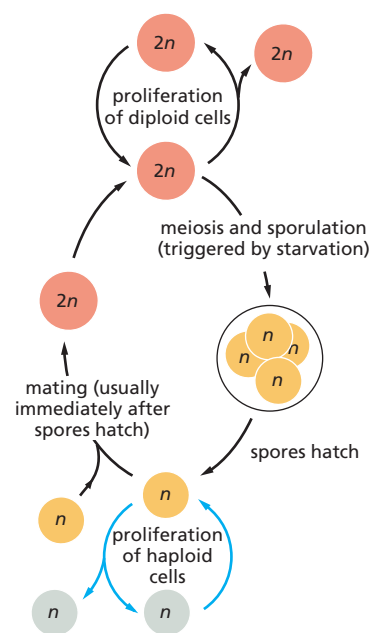 2n
2n
proliferation
of diploid cells
2n
meiosis and sporulation
(triggered by starvation)
2n
n
n
n
n
mating (usually
immediately after
spores hatch)
spores hatch
n
n
proliferation
of haploid
cells
n
n